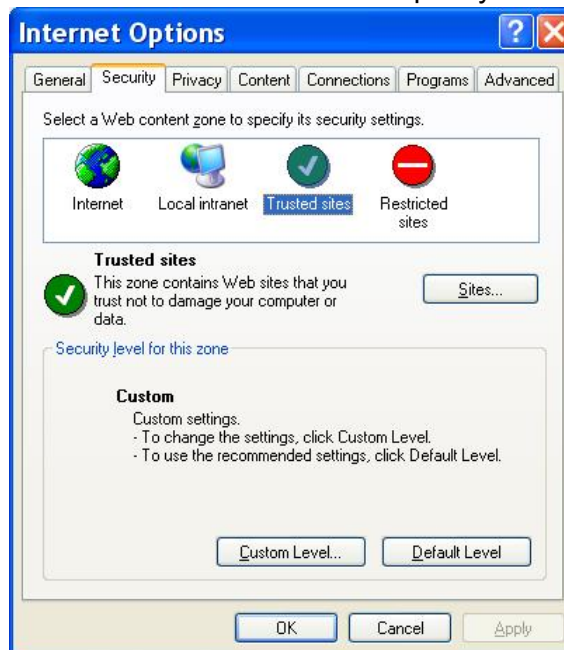 Internet Options
General Security Privacy Content Connections Programs Advanced
Select a Web content zone to specify its security settings.
Internet Local intranet Trusted sites Restricted
sites
Trusted sites
This zone contains Web sites that you
trust not to damage your computer or
data.
Sites...
Security level for this zone
Custom
Custom settings.
- To change the settings, click Custom Level.
- To use the recommended settings, click Default Level.
Custom Level... Default Level
OK Cancel Apply